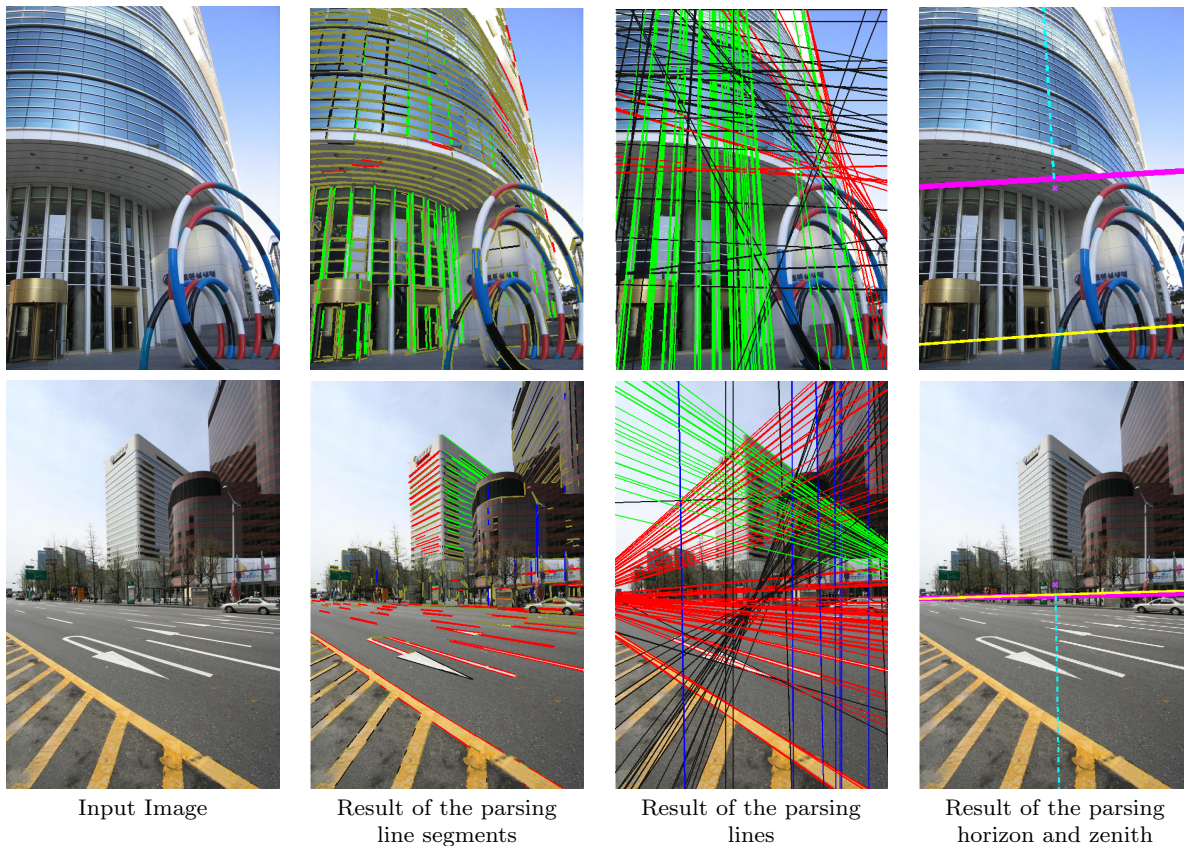 Input Image
Result of the parsing
line segments
Result of the parsing
lines
Result of the parsing
horizon and zenith